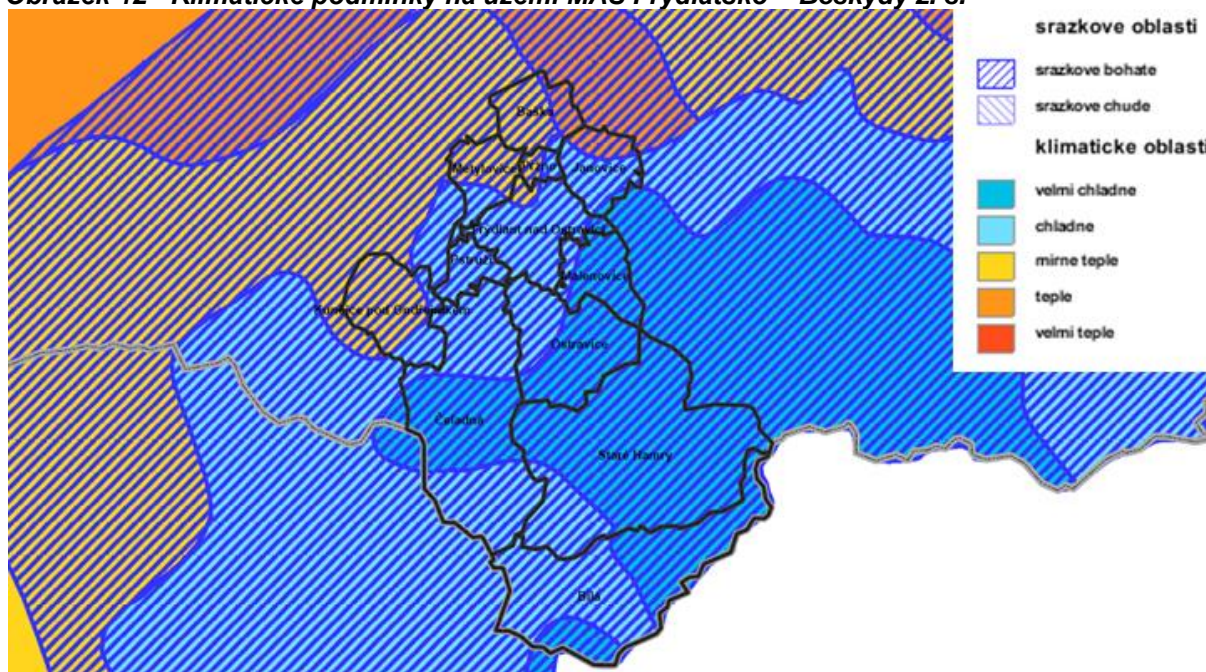 Obrázek 12 - Klimatické podmínky na území MAS Frýdlatsko – Beskydy z. s.
srazkove oblasti
srazkove bohate
srazkove chude
klimaticke oblasti
velmi chladne
chladne
mirne teple
teple
velmi teple
Baška
Metylovice
Pržno
Janovice
Frýdlant nad Ostravicí
Pstruží
Malenovice
Kunčice pod Ondřejníkem
Ostravice
Čeladná
Staré Hamry
Bílá